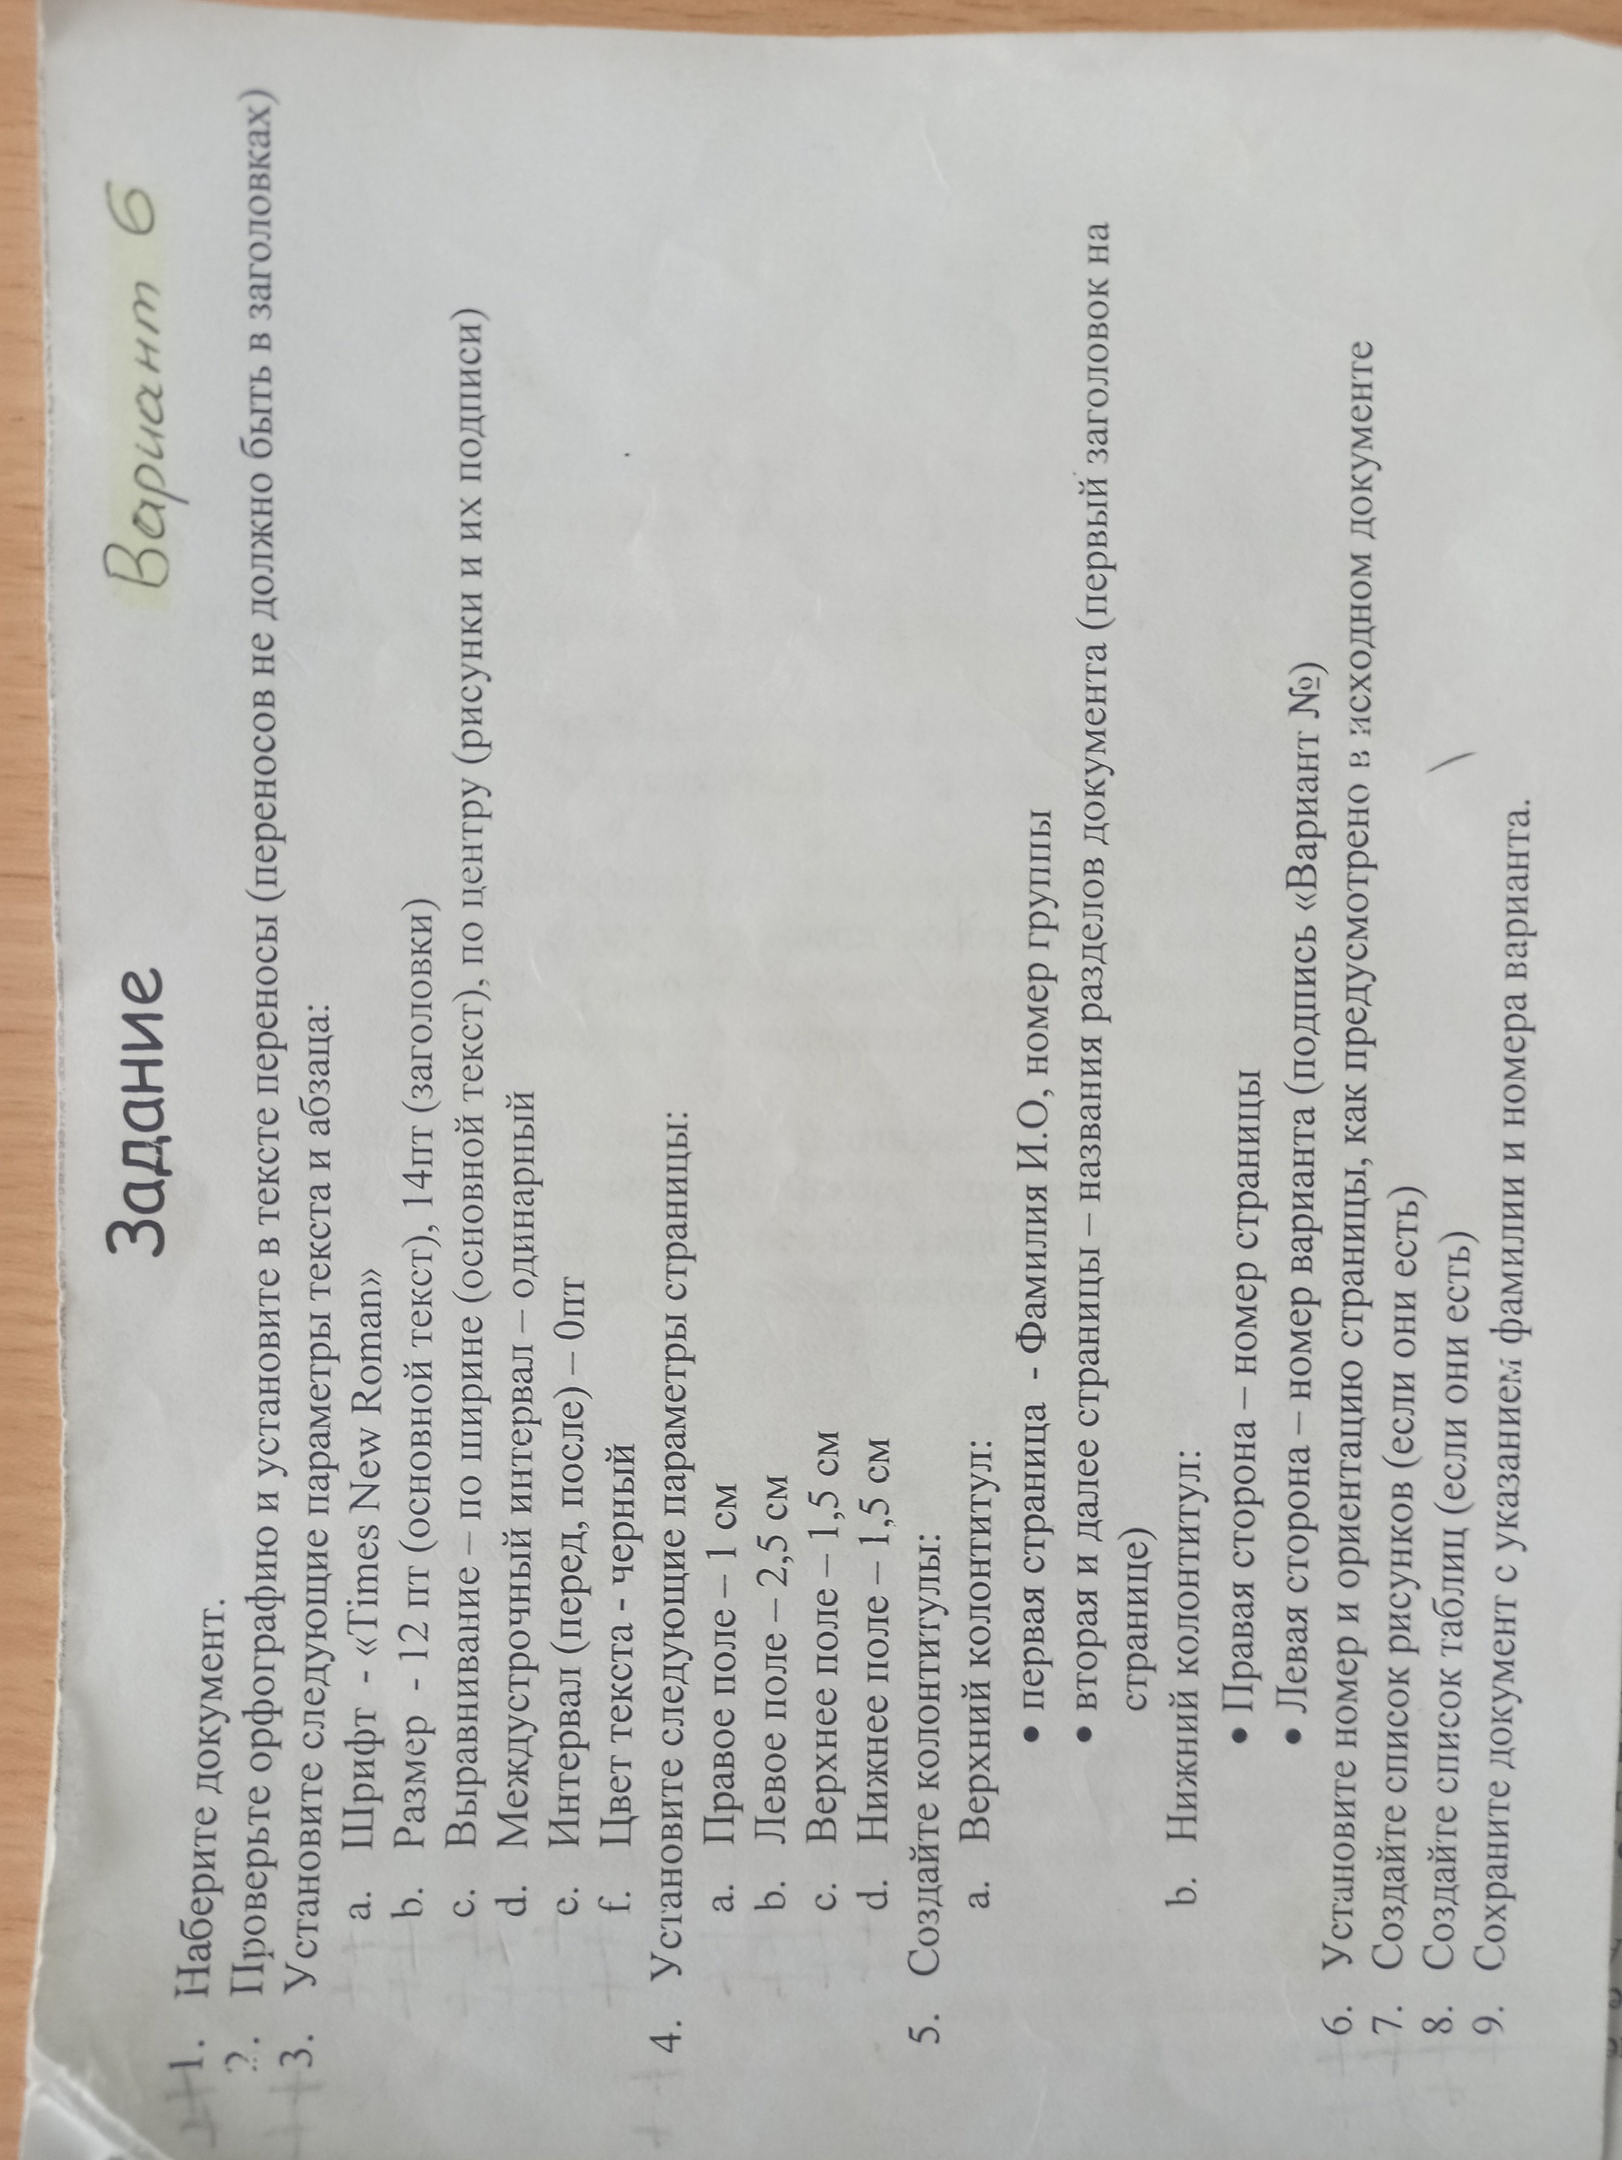 Задание
Вариант 6
1. Наберите документ.
2. Проверьте орфографию и установите в тексте переносы (переносов не должно быть в заголовках)
3. Установите следующие параметры текста и абзаца:
a. Шрифт - «Times New Roman»
b. Размер - 12 пт (основной текст), 14пт (заголовки)
c. Выравнивание – по ширине (основной текст), по центру (рисунки и их подписи)
d. Междустрочный интервал – одинарный
e. Интервал (перед, после) – 0пт
f. Цвет текста - черный
4. Установите следующие параметры страницы:
a. Правое поле – 1 см
b. Левое поле – 2,5 см
c. Верхнее поле – 1,5 см
d. Нижнее поле – 1,5 см
5. Создайте колонтитулы:
a. Верхний колонтитул:
• первая страница - Фамилия И.О, номер группы
• вторая и далее страницы – названия разделов документа (первый заголовок на
странице)
b. Нижний колонтитул:
• Правая сторона – номер страницы
• Левая сторона – номер варианта (подпись «Вариант №)
6. Установите номер и ориентацию страницы, как предусмотрено в исходном документе
7. Создайте список рисунков (если они есть)
8. Создайте список таблиц (если они есть)
9. Сохраните документ с указанием фамилии и номера варианта.